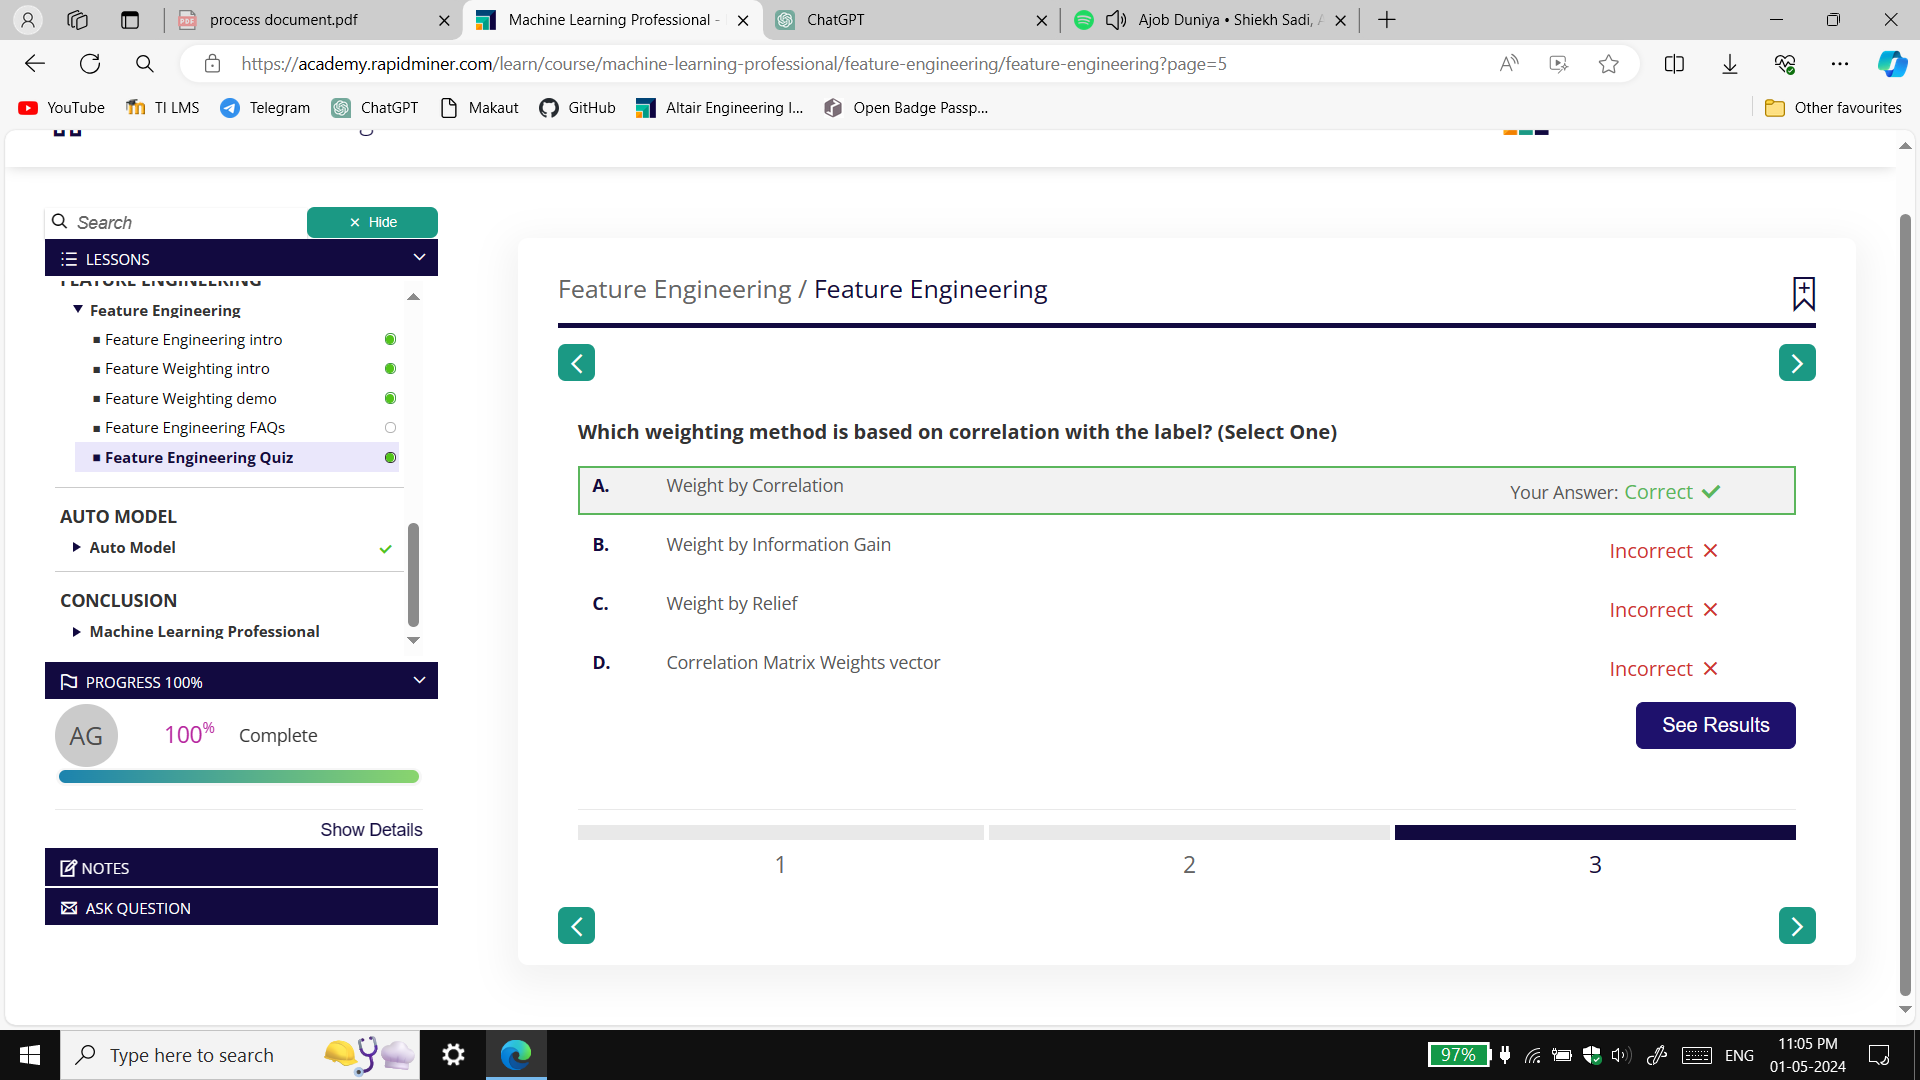 process document.pdf
Machine Learning Professional -
ChatGPT
Ajob Duniya • Shiekh Sadi,
https://academy.rapidminer.com/learn/course/machine-learning-professional/feature-engineering/feature-engineering?page=5
YouTube
TI LMS
Telegram
ChatGPT
Makaut
GitHub
Altair Engineering I...
Open Badge Passp...
Other favourites
Search
Hide
LESSONS
FEATURE ENGINEERING
Feature Engineering
Feature Engineering intro
Feature Weighting intro
Feature Weighting demo
Feature Engineering FAQs
Feature Engineering Quiz
AUTO MODEL
Auto Model
CONCLUSION
Machine Learning Professional
PROGRESS 100%
AG
100% Complete
Show Details
NOTES
ASK QUESTION
Feature Engineering / Feature Engineering
Which weighting method is based on correlation with the label? (Select One)
A. Weight by Correlation Your Answer: Correct
B. Weight by Information Gain Incorrect
C. Weight by Relief Incorrect
D. Correlation Matrix Weights vector Incorrect
See Results
1 2 3
Type here to search
97%
ENG
11:05 PM
01-05-2024